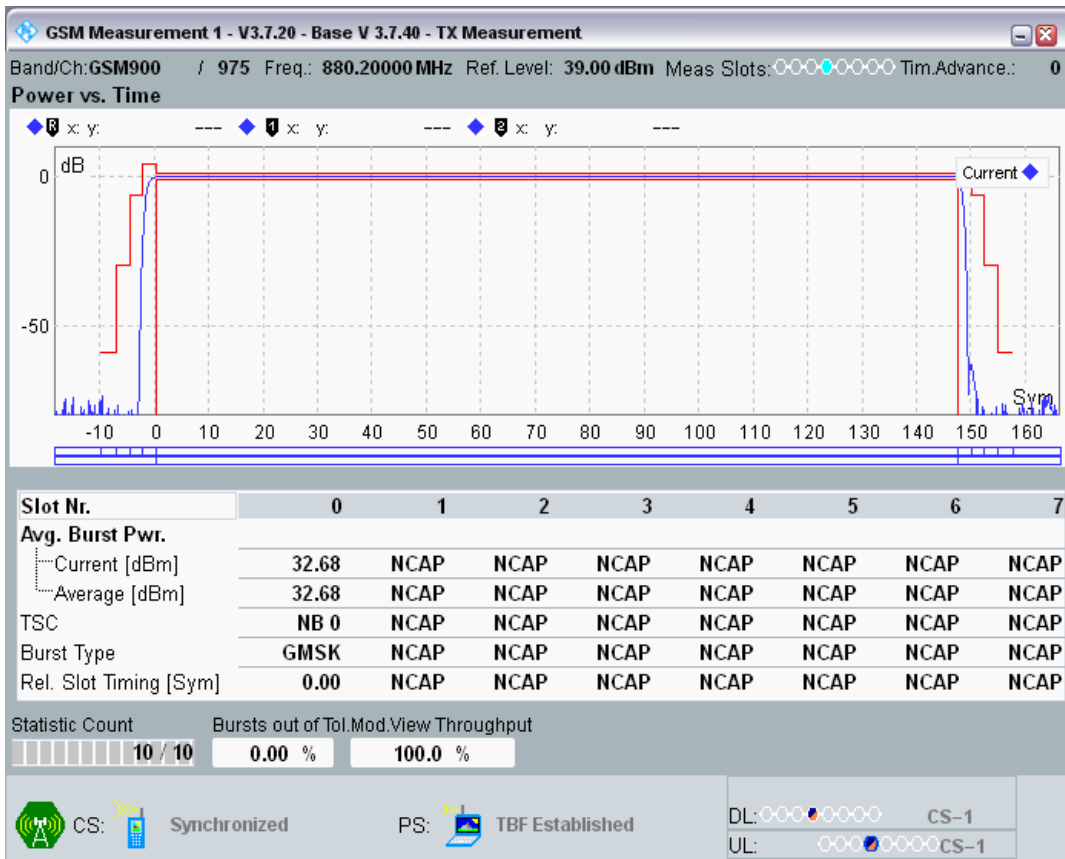 GSM Measurement 1 - V3.7.20 - Base V 3.7.40 - TX Measurement
Band/Ch:GSM900 / 975 Freq.: 880.20000 MHz Ref. Level: 39.00 dBm Meas Slots: Tim.Advance.: 0
Power vs. Time
R x: y: --- 1 x: y: --- 2 x: y: ---
dB
Current
0
-50
Sym
-10 0 10 20 30 40 50 60 70 80 90 100 110 120 130 140 150 160
Slot Nr. 0 1 2 3 4 5 6 7
Avg. Burst Pwr.
Current [dBm] 32.68 NCAP NCAP NCAP NCAP NCAP NCAP NCAP
Average [dBm] 32.68 NCAP NCAP NCAP NCAP NCAP NCAP NCAP
TSC NB 0 NCAP NCAP NCAP NCAP NCAP NCAP NCAP
Burst Type GMSK NCAP NCAP NCAP NCAP NCAP NCAP NCAP
Rel. Slot Timing [Sym] 0.00 NCAP NCAP NCAP NCAP NCAP NCAP NCAP
Statistic Count Bursts out of Tol.Mod.View Throughput
10 / 10 0.00 % 100.0 %
CS: Synchronized PS: TBF Established
DL: CS-1
UL: CS-1